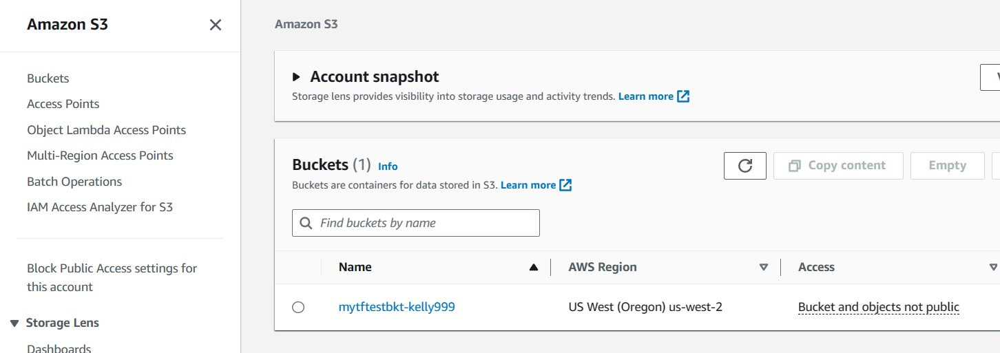 Amazon S3
Buckets
Access Points
Object Lambda Access Points
Multi-Region Access Points
Batch Operations
IAM Access Analyzer for S3
Block Public Access settings for
this account
Storage Lens
Dashboards
Amazon S3
Account snapshot
Storage lens provides visibility into storage usage and activity trends. Learn more
Buckets (1) Info
Copy content
Empty
Buckets are containers for data stored in S3. Learn more
Find buckets by name
Name AWS Region Access
mytftestbkt-kelly999 US West (Oregon) us-west-2 Bucket and objects not public